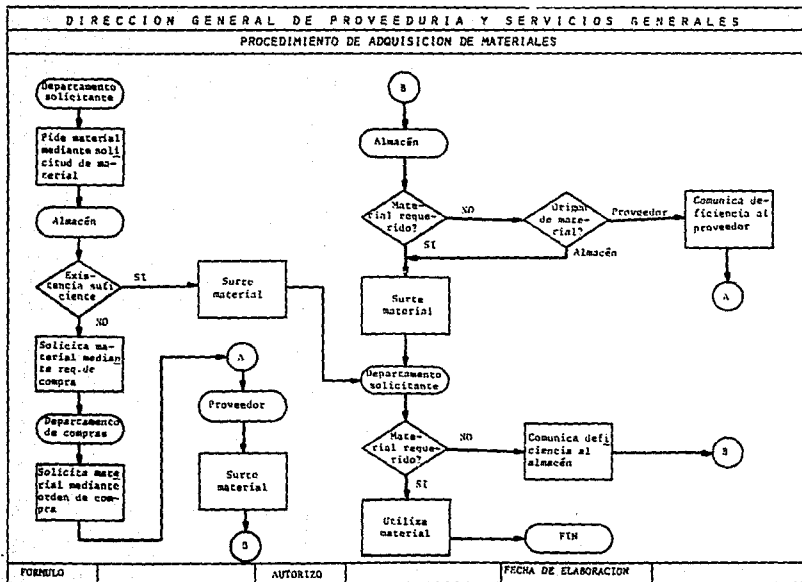 DIRECCION GENERAL DE PROVEEDURIA Y SERVICIOS GENERALES
PROCEDIMIENTO DE ADQUISICION DE MATERIALES
Departamento
solicitante
Pide material
mediante soli
citud de ma-
terial
Almacén
Exis-
tencia sufi
ciente
SI
NO
Surte
material
Solicita ma-
terial median
te req.de
compra
Departamento
de compras
Solicita mate
rial mediante
orden de com-
pra
A
Proveedor
Surte
material
B
B
Almacén
Mate-
rial reque-
rido?
NO
SI
Origen
de mate-
rial?
Proveedor
Almacén
Comunica de-
ficiencia al
proveedor
A
Surte
material
Departamento
solicitante
Mate-
rial reque-
rido?
NO
SI
Comunica defi
ciencia al
almacén
B
Utiliza
material
FIN
FORMULO
AUTORIZO
FECHA DE ELABORACION